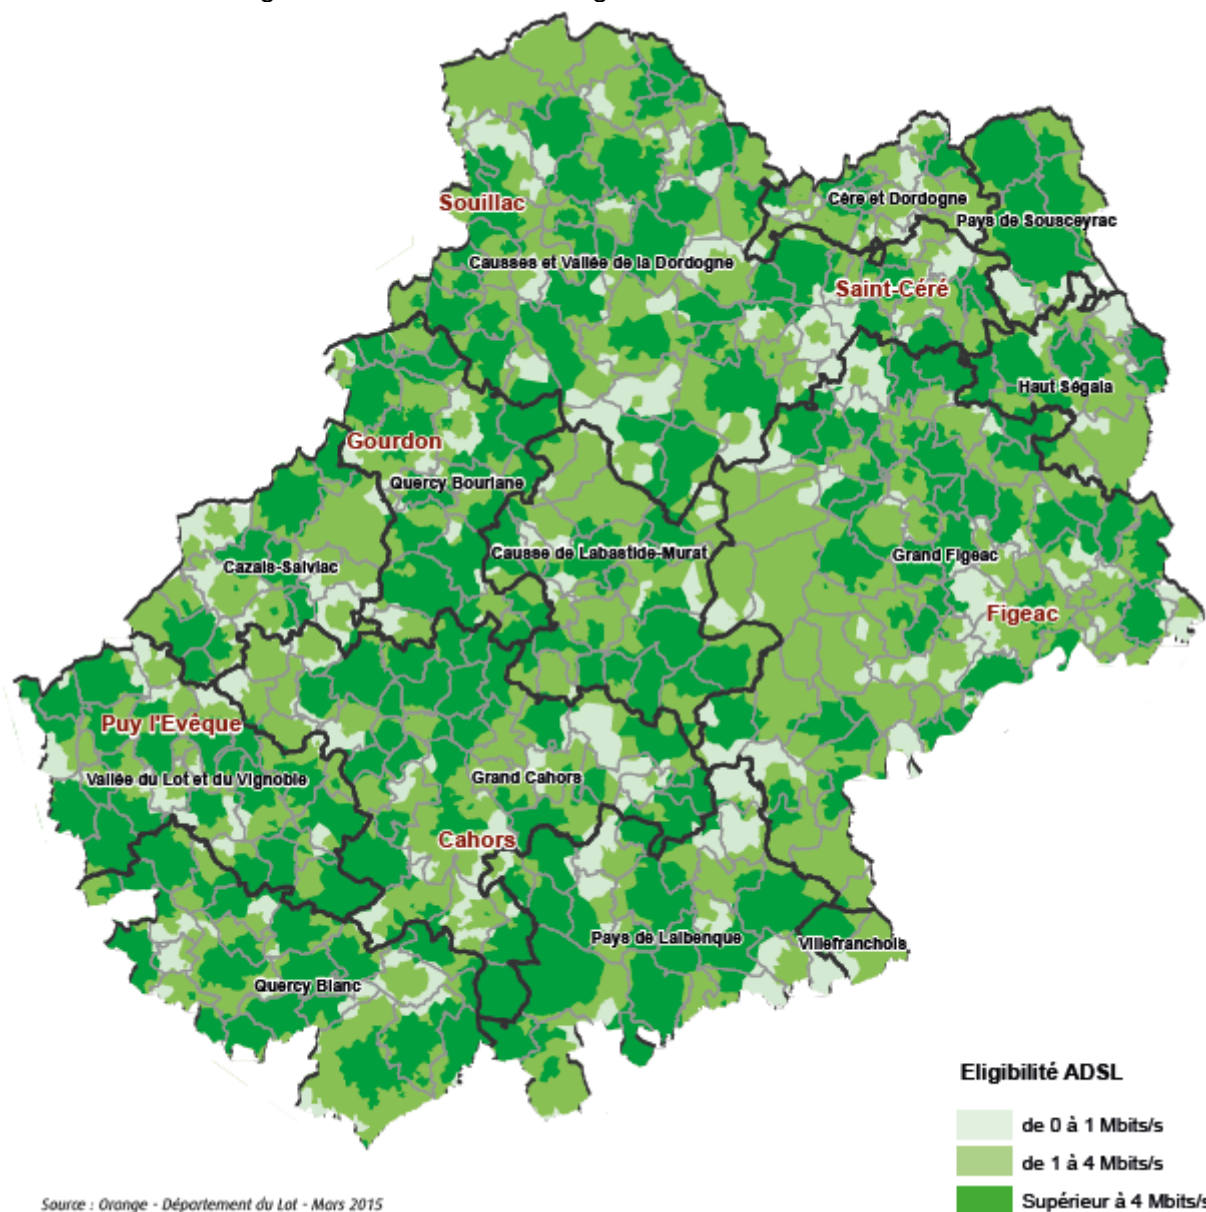 Souillac
Cère et Dordogne
Pays de Sousceyrac
Causses et Vallée de la Dordogne
Saint-Céré
Haut Ségala
Gourdon
Quercy Bouriane
Causse de Labastide-Murat
Grand Figeac
Cazals-Salviac
Figeac
Puy l'Evêque
Vallée du Lot et du Vignoble
Grand Cahors
Cahors
Pays de Lalbenque
Villefranchois
Quercy Blanc
Eligibilité ADSL
de 0 à 1 Mbits/s
de 1 à 4 Mbits/s
Supérieur à 4 Mbits/s
Source : Orange - Département du Lot - Mars 2015